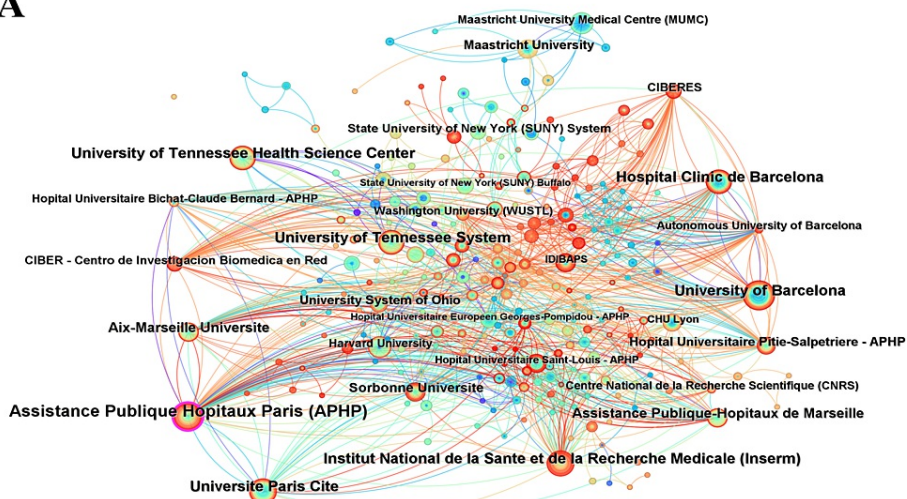 A
Maastricht University Medical Centre (MUMC)
Maastricht University
CIBERES
State University of New York (SUNY) System
University of Tennessee Health Science Center
Hospital Clinic de Barcelona
State University of New York (SUNY) Buffalo
Hopital Universitaire Bichat-Claude Bernard - APHP
Washington University (WUSTL)
Autonomous University of Barcelona
University of Tennessee System
CIBER - Centro de Investigacion Biomedica en Red
IDIBAPS
University of Barcelona
University System of Ohio
Hopital Universitaire Europeen Georges-Pompidou - APHP
CHU Lyon
Aix-Marseille Universite
Harvard University
Hopital Universitaire Pitie-Salpetriere - APHP
Hopital Universitaire Saint-Louis - APHP
Sorbonne Universite
Centre National de la Recherche Scientifique (CNRS)
Assistance Publique Hopitaux Paris (APHP)
Assistance Publique-Hopitaux de Marseille
Institut National de la Sante et de la Recherche Medicale (Inserm)
Universite Paris Cite